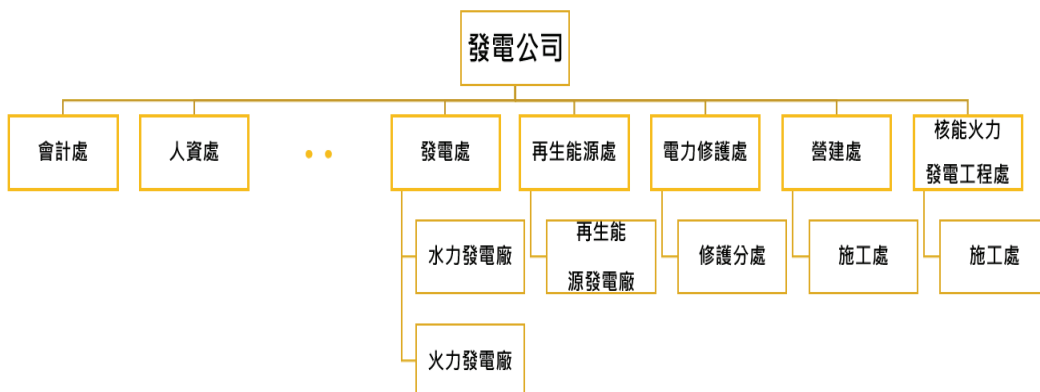 發電公司
會計處
人資處
發電處
再生能源處
電力修護處
營建處
核能火力
發電工程處
水力發電廠
再生能
源發電廠
修護分處
施工處
施工處
火力發電廠